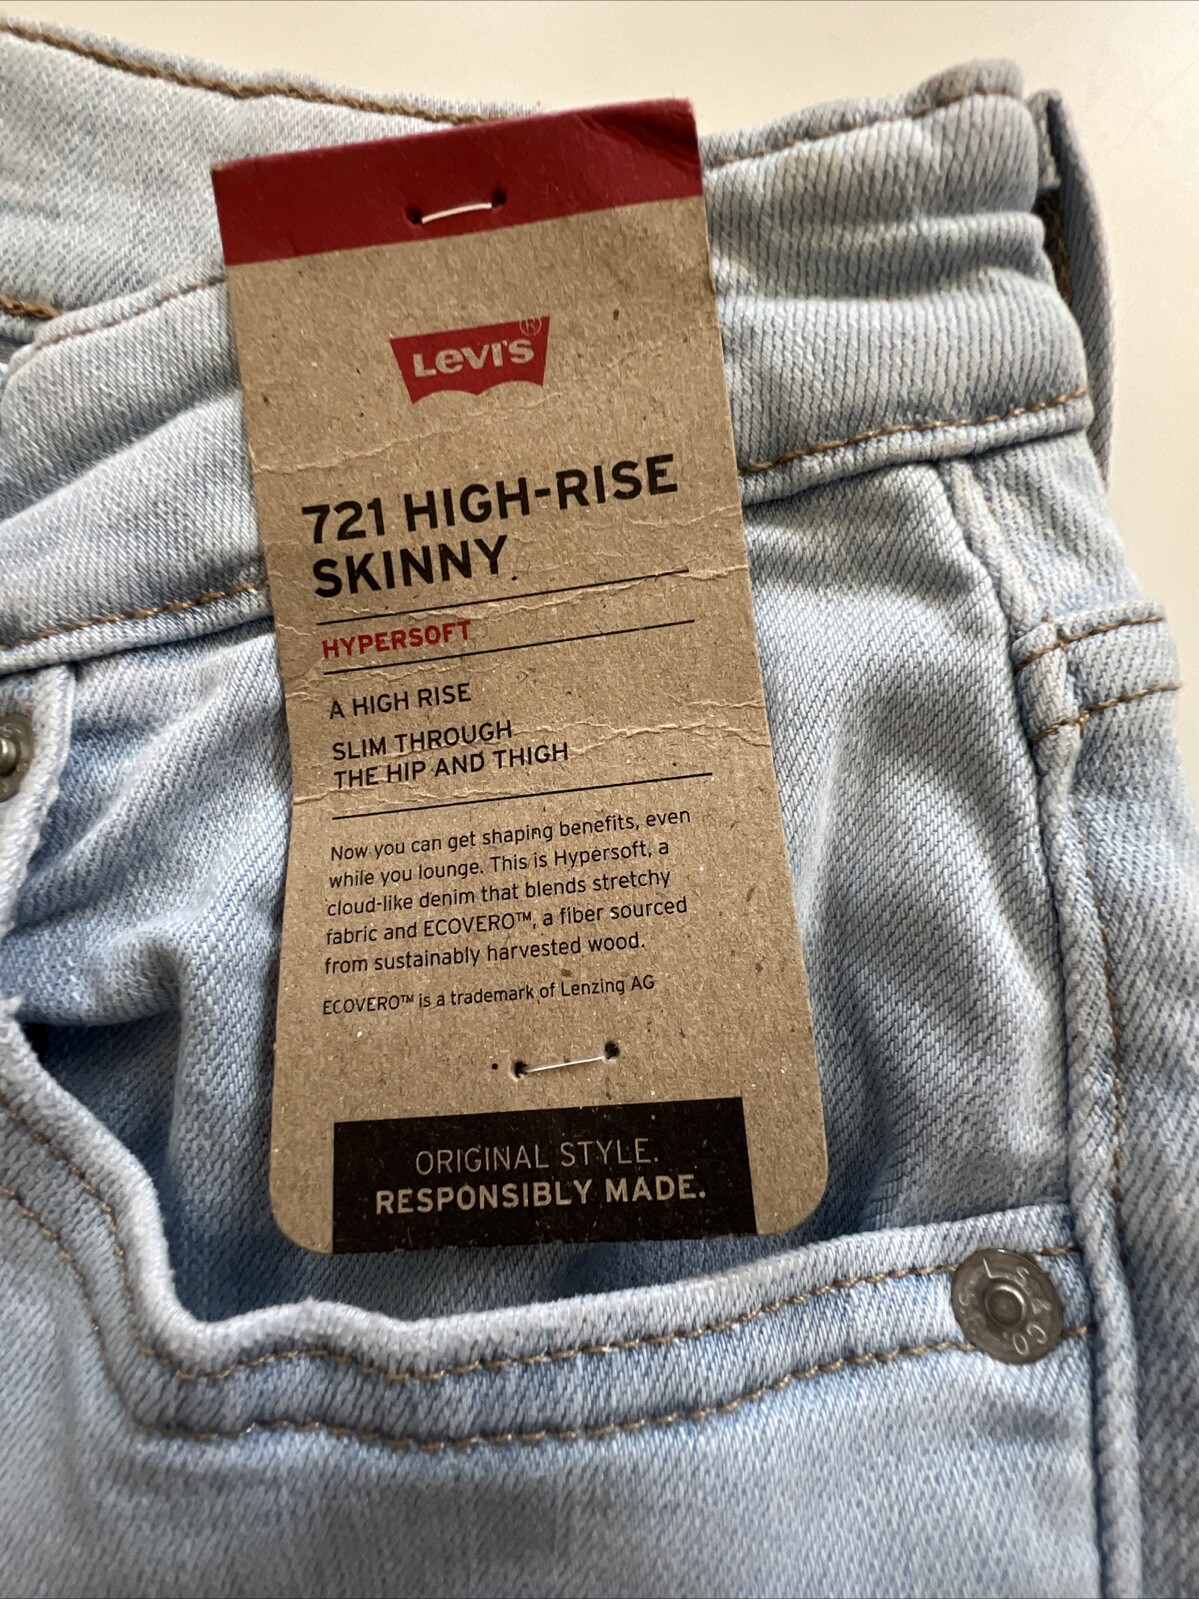 LEVI'S®
721 HIGH-RISE
SKINNY
HYPERSOFT
A HIGH RISE
SLIM THROUGH
THE HIP AND THIGH
Now you can get shaping benefits, even
while you lounge. This is Hypersoft, a
cloud-like denim that blends stretchy
fabric and ECOVERO™, a fiber sourced
from sustainably harvested wood.
ECOVERO™ is a trademark of Lenzing AG
ORIGINAL STYLE.
RESPONSIBLY MADE.
L S & CO.